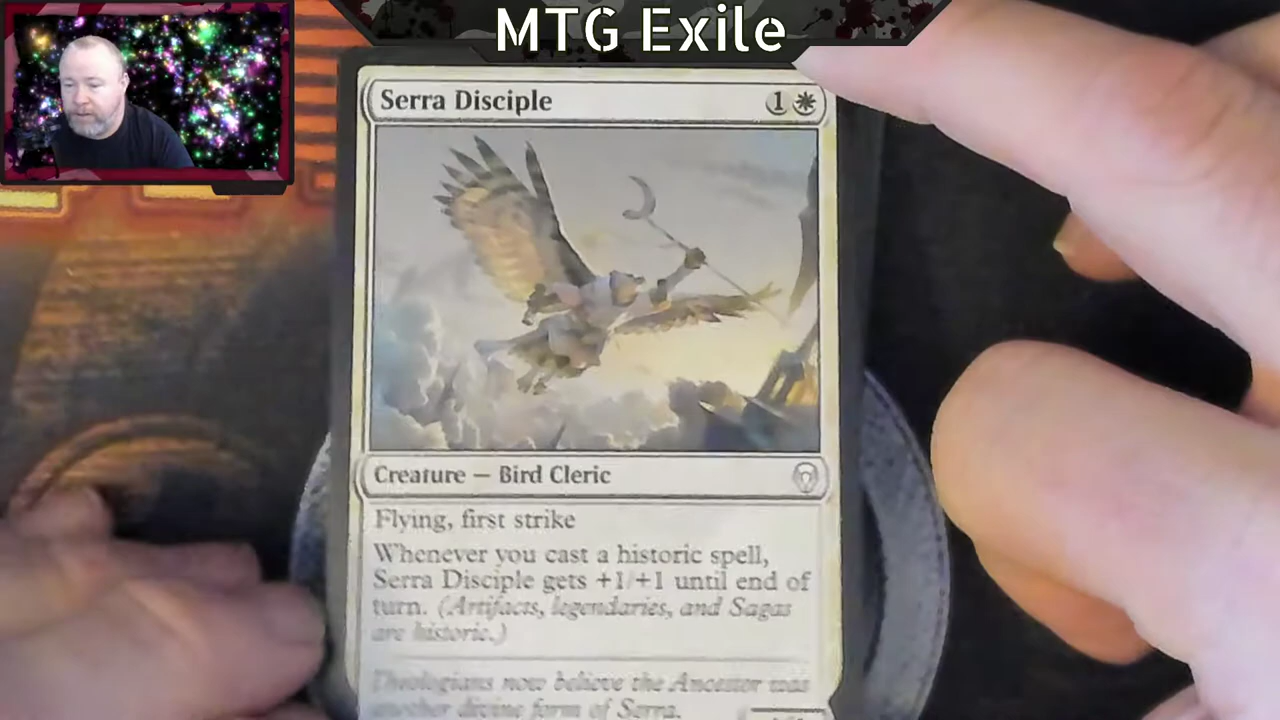 MTG Exile
Serra Disciple 1
Creature — Bird Cleric
Flying, first strike
Whenever you cast a historic spell,
Serra Disciple gets +1/+1 until end of
turn. (Artifacts, legendaries, and Sagas
are historic.)
Theologians now believe the Ancestor was
another divine form of Serra.